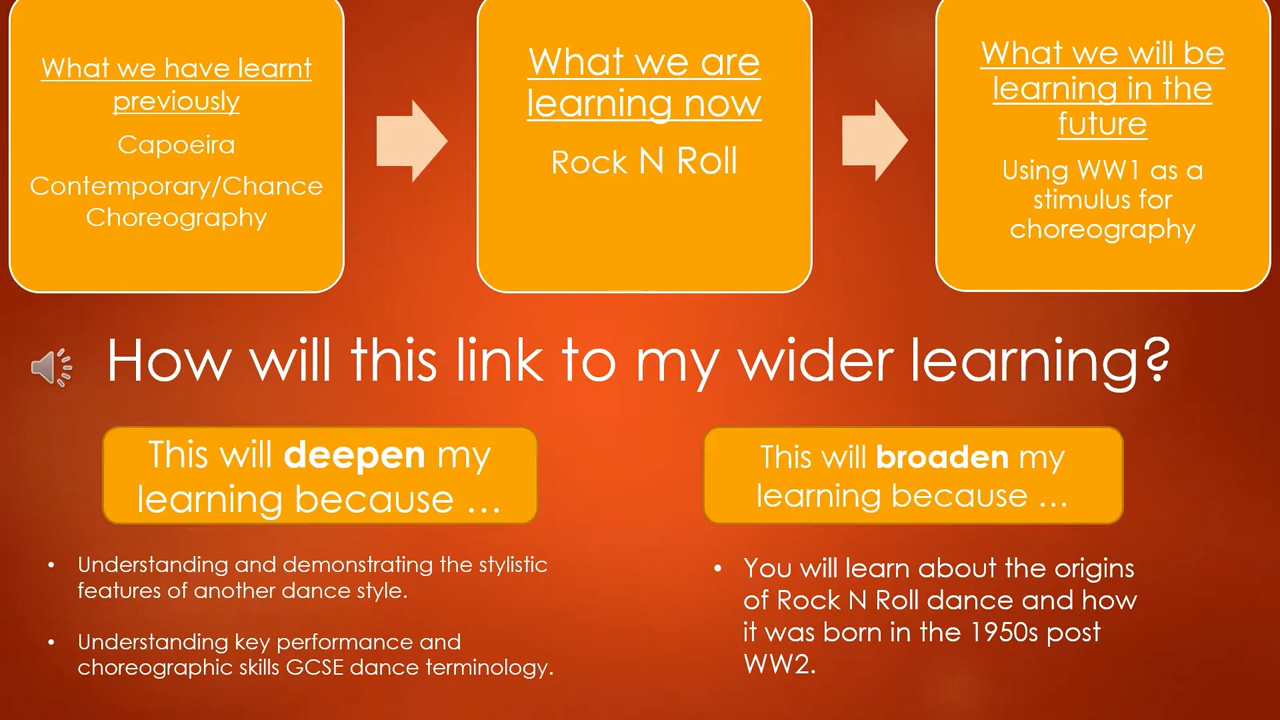 What we have learnt
previously
Capoeira
Contemporary/Chance
Choreography
What we are
learning now
Rock N Roll
What we will be
learning in the
future
Using WW1 as a
stimulus for
choreography
How will this link to my wider learning?
This will deepen my
learning because …
• Understanding and demonstrating the stylistic
features of another dance style.
• Understanding key performance and
choreographic skills GCSE dance terminology.
This will broaden my
learning because …
• You will learn about the origins
of Rock N Roll dance and how
it was born in the 1950s post
WW2.